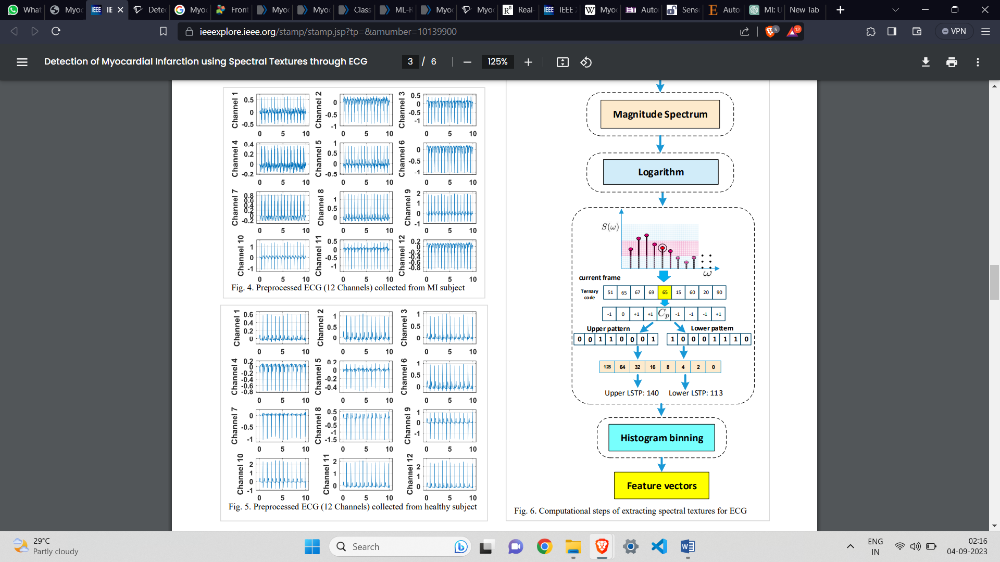 What
Myoc
IEEE IE
Detec
Myoc
Front
Myoc
Myoc
Class
ML-R
Myoc
Myoc
Real-
IEEE X
Myoc
Auto
Sens
Auto
MI: U
New Tab
ieeexplore.ieee.org/stamp/stamp.jsp?tp=&arnumber=10139900
5
12
VPN
Detection of Myocardial Infarction using Spectral Textures through ECG
3 / 6
125%
Channel 1
0.5
0
-0.5
0 5 10
Channel 2
0
-0.5
-1
0 5 10
Channel 3
0.5
0
-0.5
-1
0 5 10
Channel 4
0.4
0.2
0
-0.2
0 5 10
Channel 5
1
0.5
0
-0.5
0 5 10
Channel 6
0
-0.5
-1
0 5 10
Channel 7
0.8
0.6
0.4
0.2
0
-0.2
0 5 10
Channel 8
1
0.5
0
0 5 10
Channel 9
2
1
0
-1
0 5 10
Channel 10
1
0
-1
0 5 10
Channel 11
0.5
0
-0.5
-1
0 5 10
Channel 12
0.2
0
-0.2
-0.4
-0.6
-0.8
0 5 10
Fig. 4. Preprocessed ECG (12 Channels) collected from MI subject
Channel 1
0.6
0.4
0.2
0
0 5 10
Channel 2
1
0.5
0
0 5 10
Channel 3
1
0.5
0
0 5 10
Channel 4
0.2
0
-0.2
-0.4
-0.6
-0.8
0 5 10
Channel 5
0.2
0
-0.2
-0.4
0 5 10
Channel 6
1
0.5
0
0 5 10
Channel 7
0
-0.5
-1
0 5 10
Channel 8
0.5
0
-0.5
-1
-1.5
0 5 10
Channel 9
1
0
-1
0 5 10
Channel 10
2
1
0
-1
0 5 10
Channel 11
2
1
0
0 5 10
Channel 12
2
1
0
0 5 10
Fig. 5. Preprocessed ECG (12 Channels) collected from healthy subject
Magnitude Spectrum
Logarithm
S(ω)
ω
current frame
Ternary
code
51 65 67 69 65 15 60 20 90
-1 0 +1 +1 Cp -1 -1 -1 +1
Upper pattern Lower pattern
0 0 1 1 0 0 0 1 1 0 0 0 1 1 1 0
128 64 32 16 8 4 2 0
Upper LSTP: 140 Lower LSTP: 113
Histogram binning
Feature vectors
Fig. 6. Computational steps of extracting spectral textures for ECG
29°C
Partly cloudy
Search
ENG
IN
02:16
04-09-2023